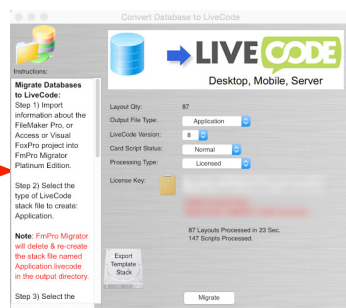 Convert Database to LiveCode
LIVECODE
Desktop, Mobile, Server
Instructions:
Migrate Databases
to LiveCode:
Step 1) Import
information about the
FileMaker Pro, or
Access or Visual
FoxPro project into
FmPro Migrator
Platinum Edition.
Step 2) Select the
type of LiveCode
stack file to create:
Application.
Note: FmPro Migrator
will delete & re-create
the stack file named
Application.livecode
in the output directory.
Step 3) Select the
Layout Qty: 87
Output File Type: Application
LiveCode Version: 8
Card Script Status: Normal
Processing Type: Licensed
License Key:
87 Layouts Processed in 23 Sec.
147 Scripts Processed.
Export
Template
Stack
Migrate